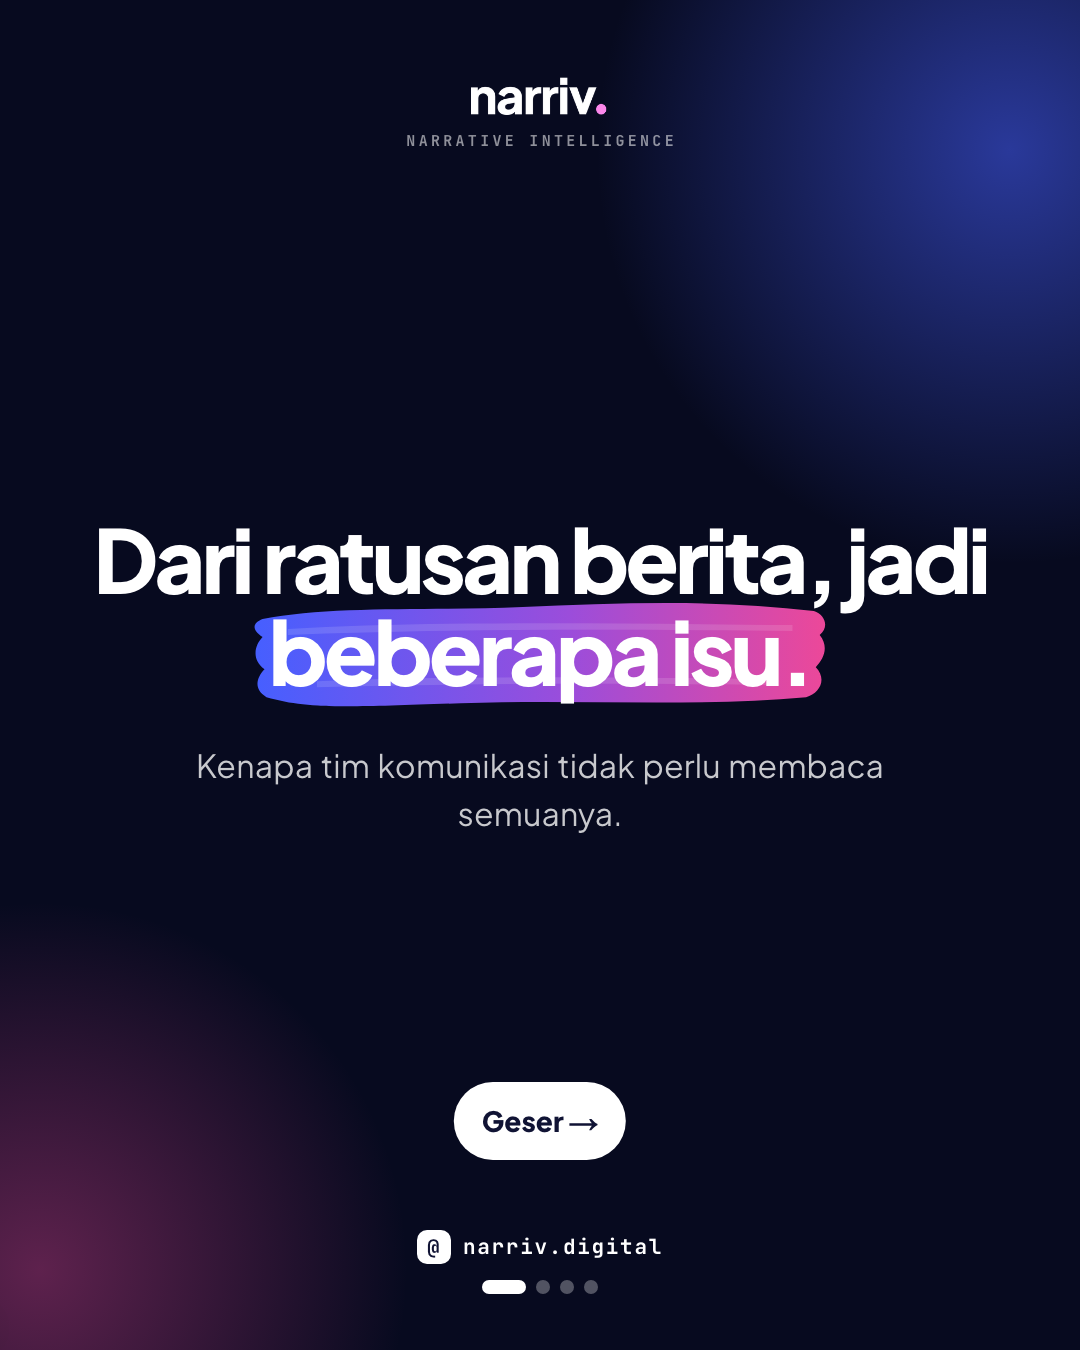 narriv.
NARRATIVE INTELLIGENCE
Dari ratusan berita, jadi
beberapa isu.
Kenapa tim komunikasi tidak perlu membaca
semuanya.
Geser →
@ narriv.digital